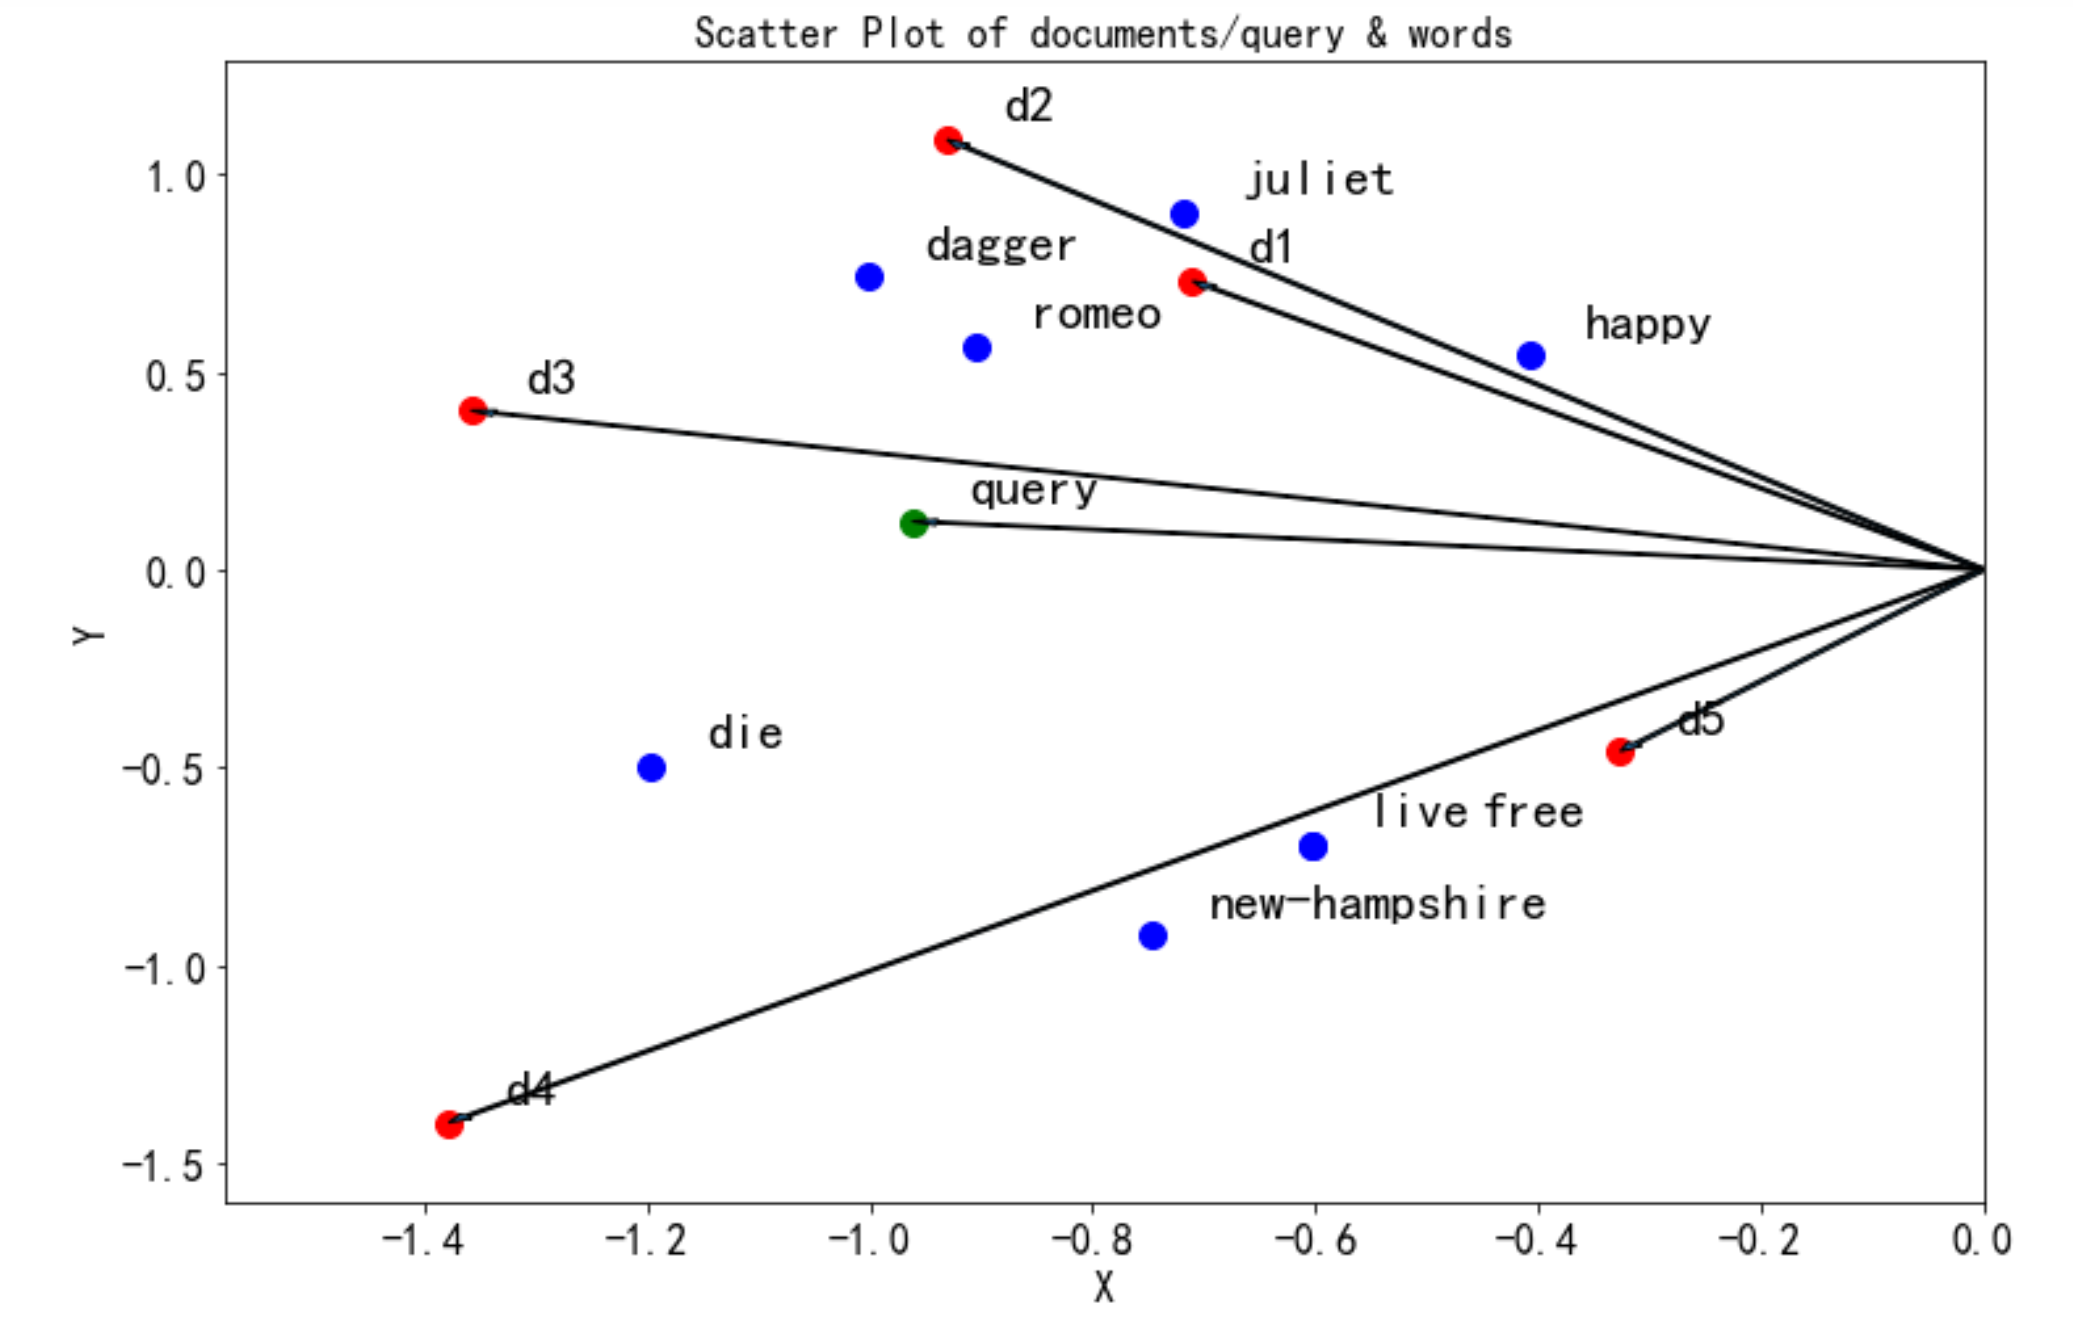 Scatter Plot of documents/query & words
d2
juliet
d1
dagger
romeo
happy
d3
query
d5
die
live free
new-hampshire
d4
1.0
0.5
0.0
-0.5
-1.0
-1.5
Y
-1.4 -1.2 -1.0 -0.8 -0.6 -0.4 -0.2 0.0
X